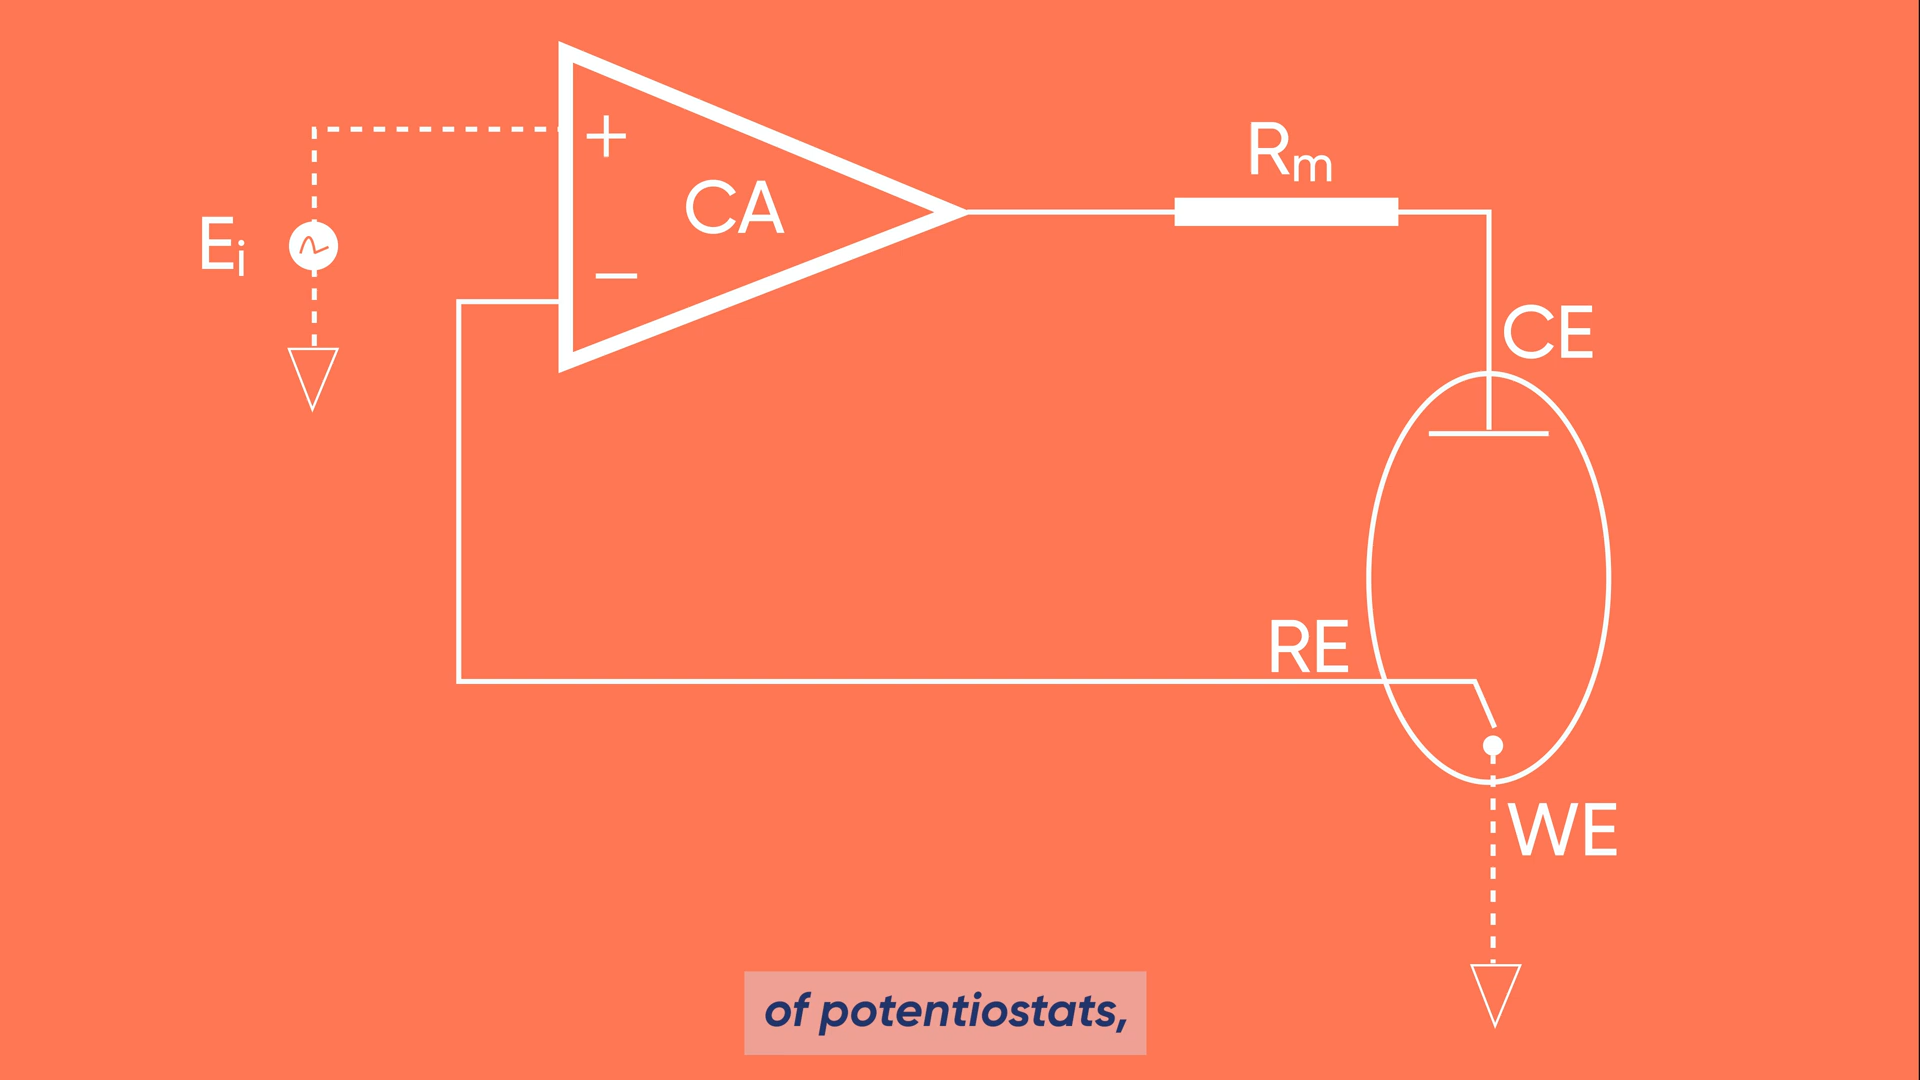 +
CA
−
Rm
Ei
CE
RE
WE
of potentiostats,